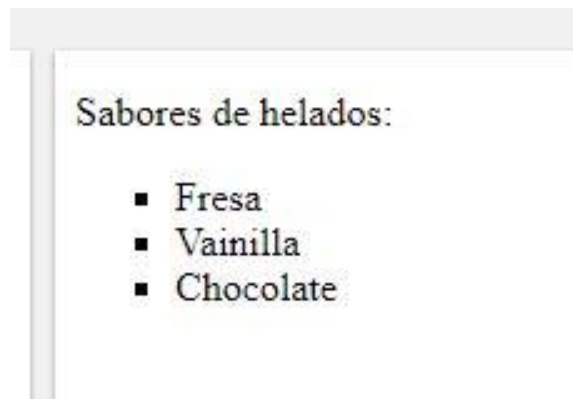 Sabores de helados:
▪ Fresa
▪ Vainilla
▪ Chocolate